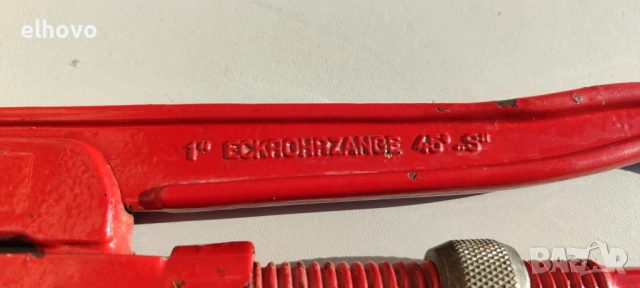 elhovo
1" ECKROHRZANGE 45° „S"
BAZAR